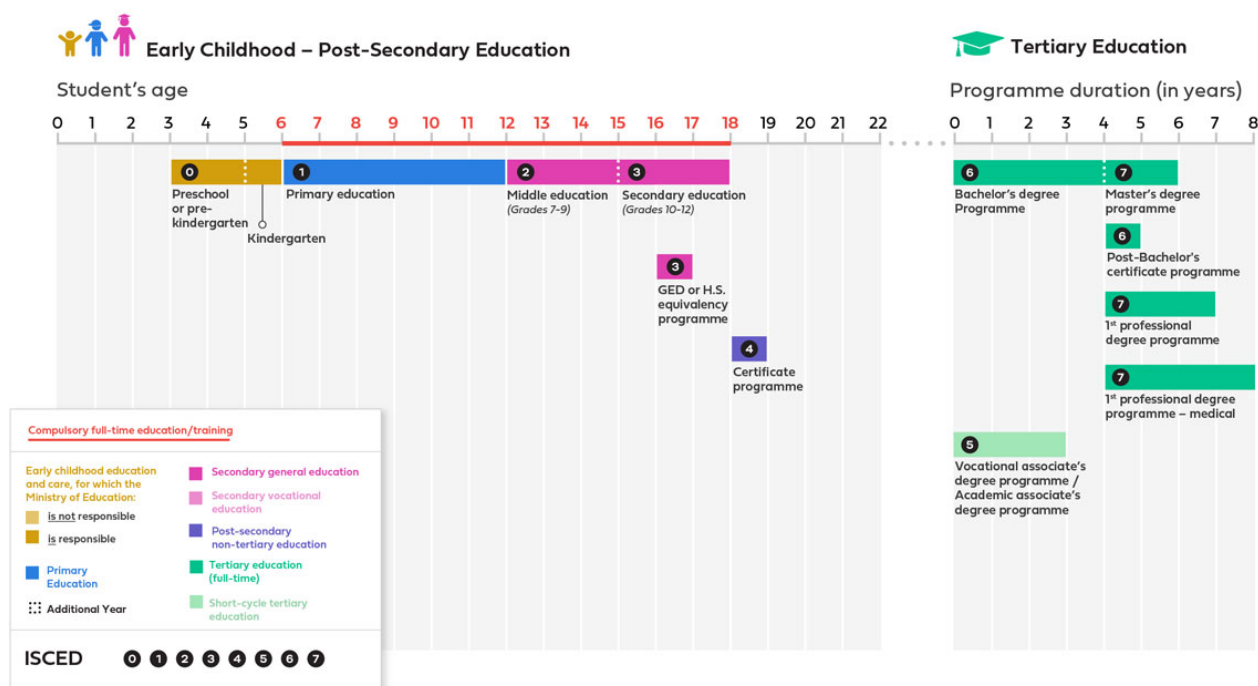 Early Childhood – Post-Secondary Education
Student's age
0 1 2 3 4 5 6 7 8 9 10 11 12 13 14 15 16 17 18 19 20 21 22
0
Preschool
or pre-
kindergarten
Kindergarten
1
Primary education
2
Middle education
(Grades 7-9)
3
Secondary education
(Grades 10-12)
3
GED or H.S.
equivalency
programme
4
Certificate
programme
Tertiary Education
Programme duration (in years)
0 1 2 3 4 5 6 7 8
6
Bachelor's degree
Programme
7
Master's degree
programme
6
Post-Bachelor's
certificate programme
7
1st professional
degree programme
7
1st professional degree
programme – medical
5
Vocational associate's
degree programme /
Academic associate's
degree programme
Compulsory full-time education/training
Early childhood education
and care, for which the
Ministry of Education:
is not responsible
is responsible
Primary
Education
Additional Year
Secondary general education
Secondary vocational
education
Post-secondary
non-tertiary education
Tertiary education
(full-time)
Short-cycle tertiary
education
ISCED 0 1 2 3 4 5 6 7